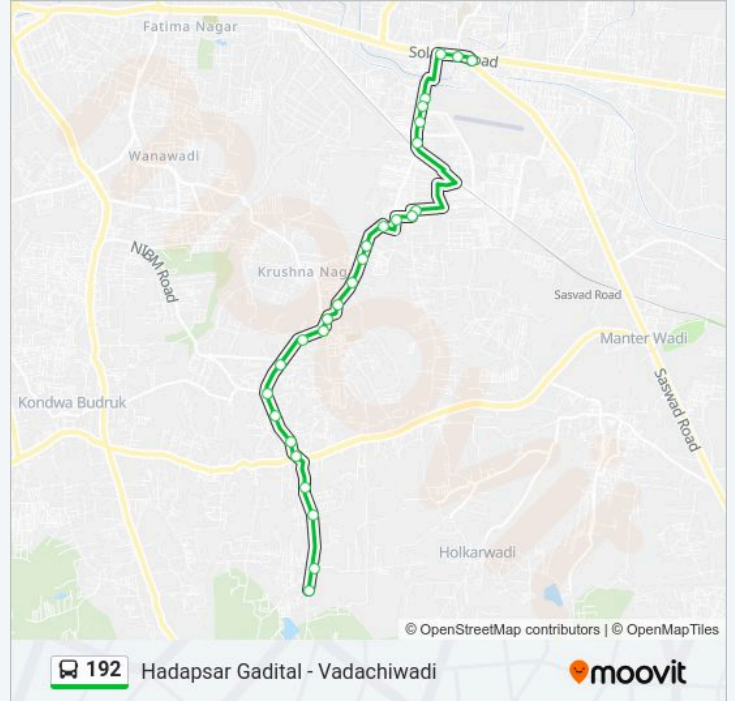 Fatima Nagar
Solapur Road
Wanawadi
NIBM Road
Krushna Nag
Sasvad Road
Manter Wadi
Saswad Road
Kondwa Budruk
Holkarwadi
© OpenStreetMap contributors | © OpenMapTiles
192 Hadapsar Gadital - Vadachiwadi
moovit